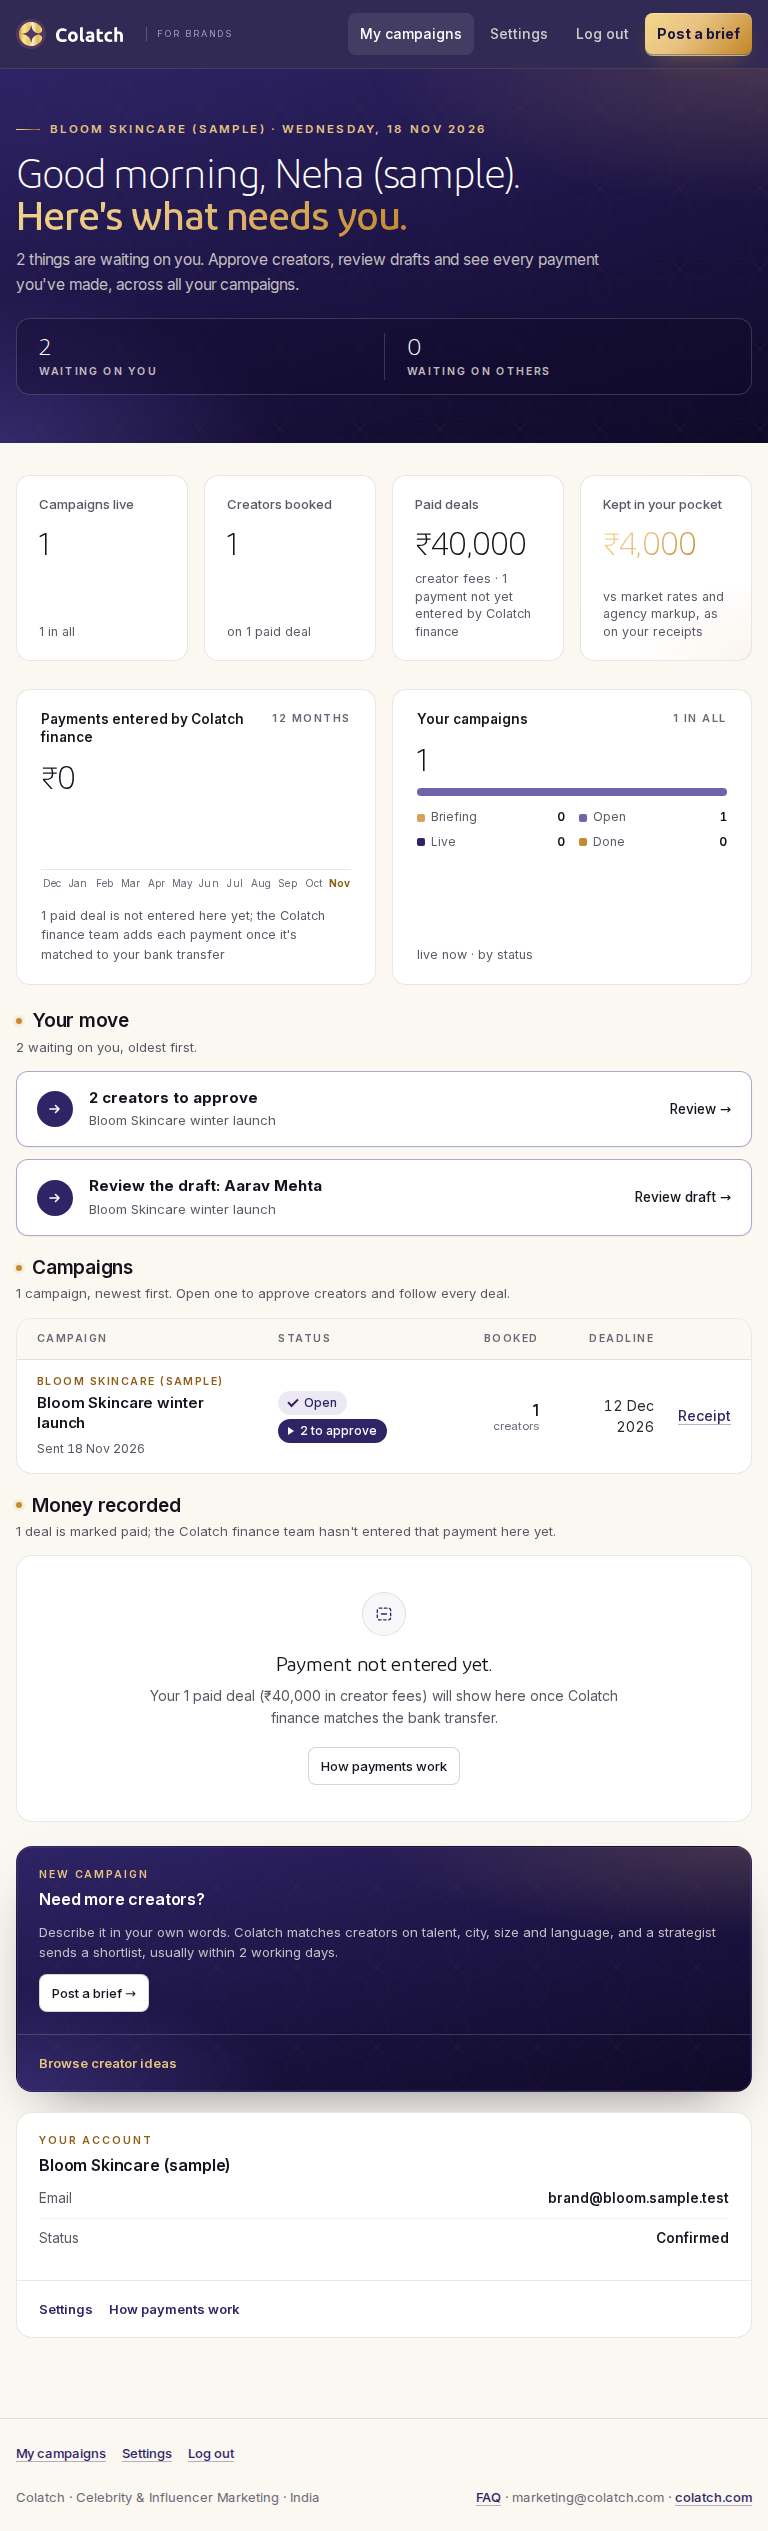 Colatch
FOR BRANDS
My campaigns
Settings
Log out
Post a brief
BLOOM SKINCARE (SAMPLE) · WEDNESDAY, 18 NOV 2026
Good morning, Neha (sample).
Here's what needs you.
2 things are waiting on you. Approve creators, review drafts and see every payment
you've made, across all your campaigns.
2
WAITING ON YOU
0
WAITING ON OTHERS
Campaigns live
1
1 in all
Creators booked
1
on 1 paid deal
Paid deals
₹40,000
creator fees · 1
payment not yet
entered by Colatch
finance
Kept in your pocket
₹4,000
vs market rates and
agency markup, as
on your receipts
Payments entered by Colatch
finance
12 MONTHS
₹0
Dec Jan Feb Mar Apr May Jun Jul Aug Sep Oct Nov
1 paid deal is not entered here yet; the Colatch
finance team adds each payment once it's
matched to your bank transfer
Your campaigns
1 IN ALL
1
Briefing 0
Open 1
Live 0
Done 0
live now · by status
Your move
2 waiting on you, oldest first.
2 creators to approve
Bloom Skincare winter launch
Review →
Review the draft: Aarav Mehta
Bloom Skincare winter launch
Review draft →
Campaigns
1 campaign, newest first. Open one to approve creators and follow every deal.
CAMPAIGN STATUS BOOKED DEADLINE
BLOOM SKINCARE (SAMPLE)
Bloom Skincare winter
launch
Sent 18 Nov 2026
Open
2 to approve
1
creators
12 Dec
2026
Receipt
Money recorded
1 deal is marked paid; the Colatch finance team hasn't entered that payment here yet.
Payment not entered yet.
Your 1 paid deal (₹40,000 in creator fees) will show here once Colatch
finance matches the bank transfer.
How payments work
NEW CAMPAIGN
Need more creators?
Describe it in your own words. Colatch matches creators on talent, city, size and language, and a strategist
sends a shortlist, usually within 2 working days.
Post a brief →
Browse creator ideas
YOUR ACCOUNT
Bloom Skincare (sample)
Email brand@bloom.sample.test
Status Confirmed
Settings How payments work
My campaigns Settings Log out
Colatch · Celebrity & Influencer Marketing · India
FAQ · marketing@colatch.com · colatch.com